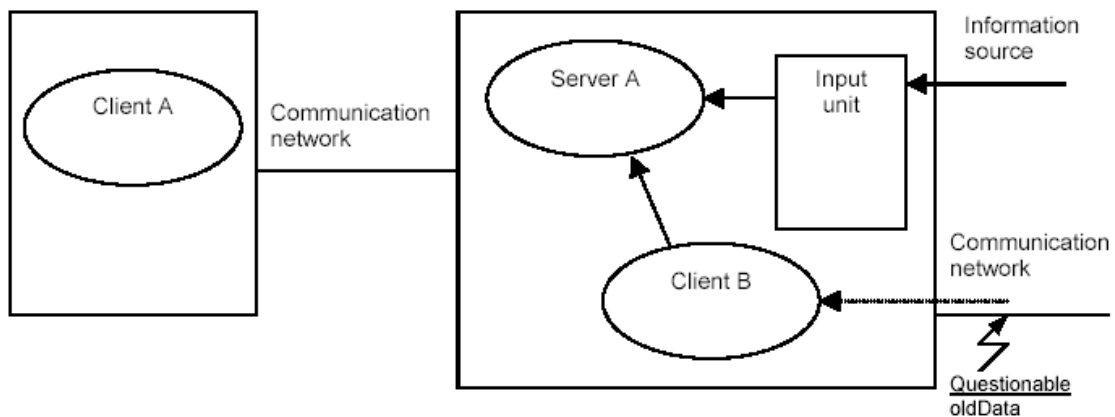 Client A
Communication
network
Server A
Input
unit
Information
source
Client B
Communication
network
Questionable
oldData